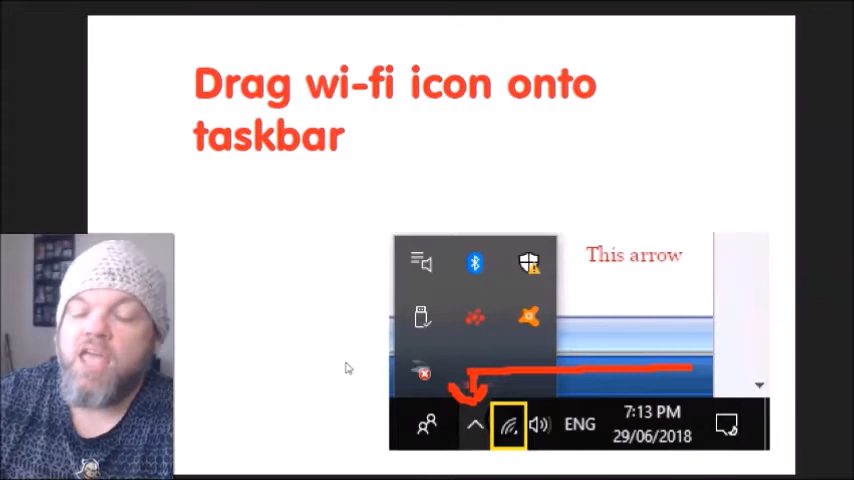 Drag wi-fi icon onto
taskbar
This arrow
ENG
7:13 PM
29/06/2018